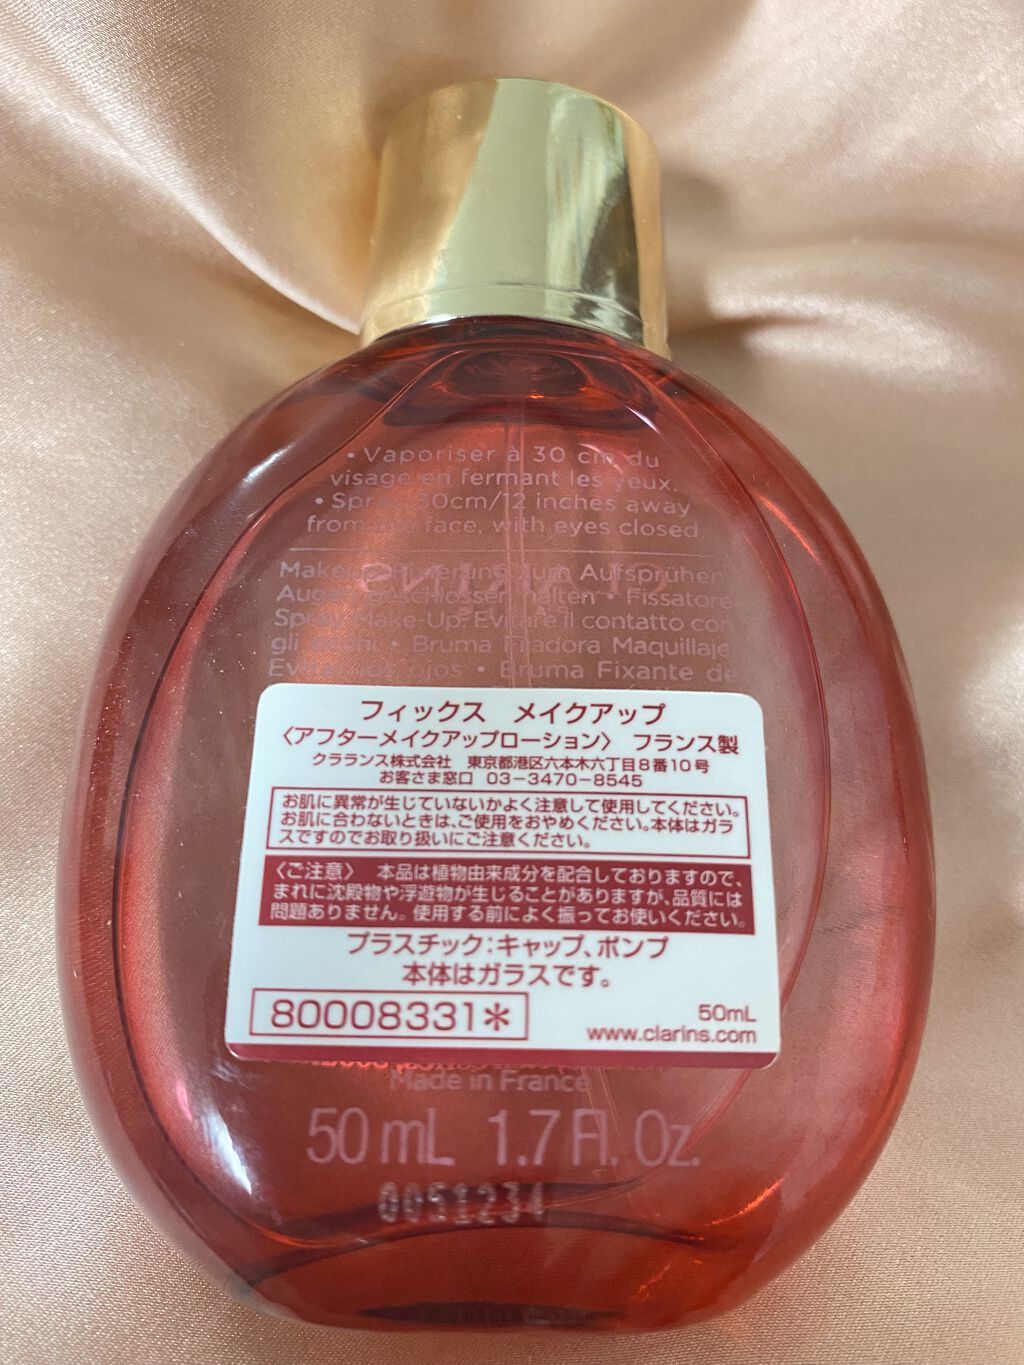 • Vaporiser à 30 cm du
visage en fermant les yeux.
• Spray 30cm/12 inches away
from the face, with eyes closed.
Aufsprühen
Augen geschlossen halten • Fissatore
Spray Make-Up. Evitare il contatto con
gli occhi • Bruma Fijadora Maquillaje
ojos • Bruma Fixante de
フィックス メイクアップ
〈アフターメイクアップローション〉 フランス製
クラランス株式会社 東京都港区六本木六丁目8番10号
お客さま窓口 03-3470-8545
お肌に異常が生じていないかよく注意して使用してください。
お肌に合わないときは、ご使用をおやめください。本体はガラ
スですのでお取り扱いにご注意ください。
〈ご注意〉 本品は植物由来成分を配合しておりますので、
まれに沈殿物や浮遊物が生じることがありますが、品質には
問題ありません。使用する前によく振ってお使いください。
プラスチック:キャップ、ポンプ
本体はガラスです。
80008331*
50mL
www.clarins.com
Made in France
50 mL 1.7 Fl. Oz.
0051234